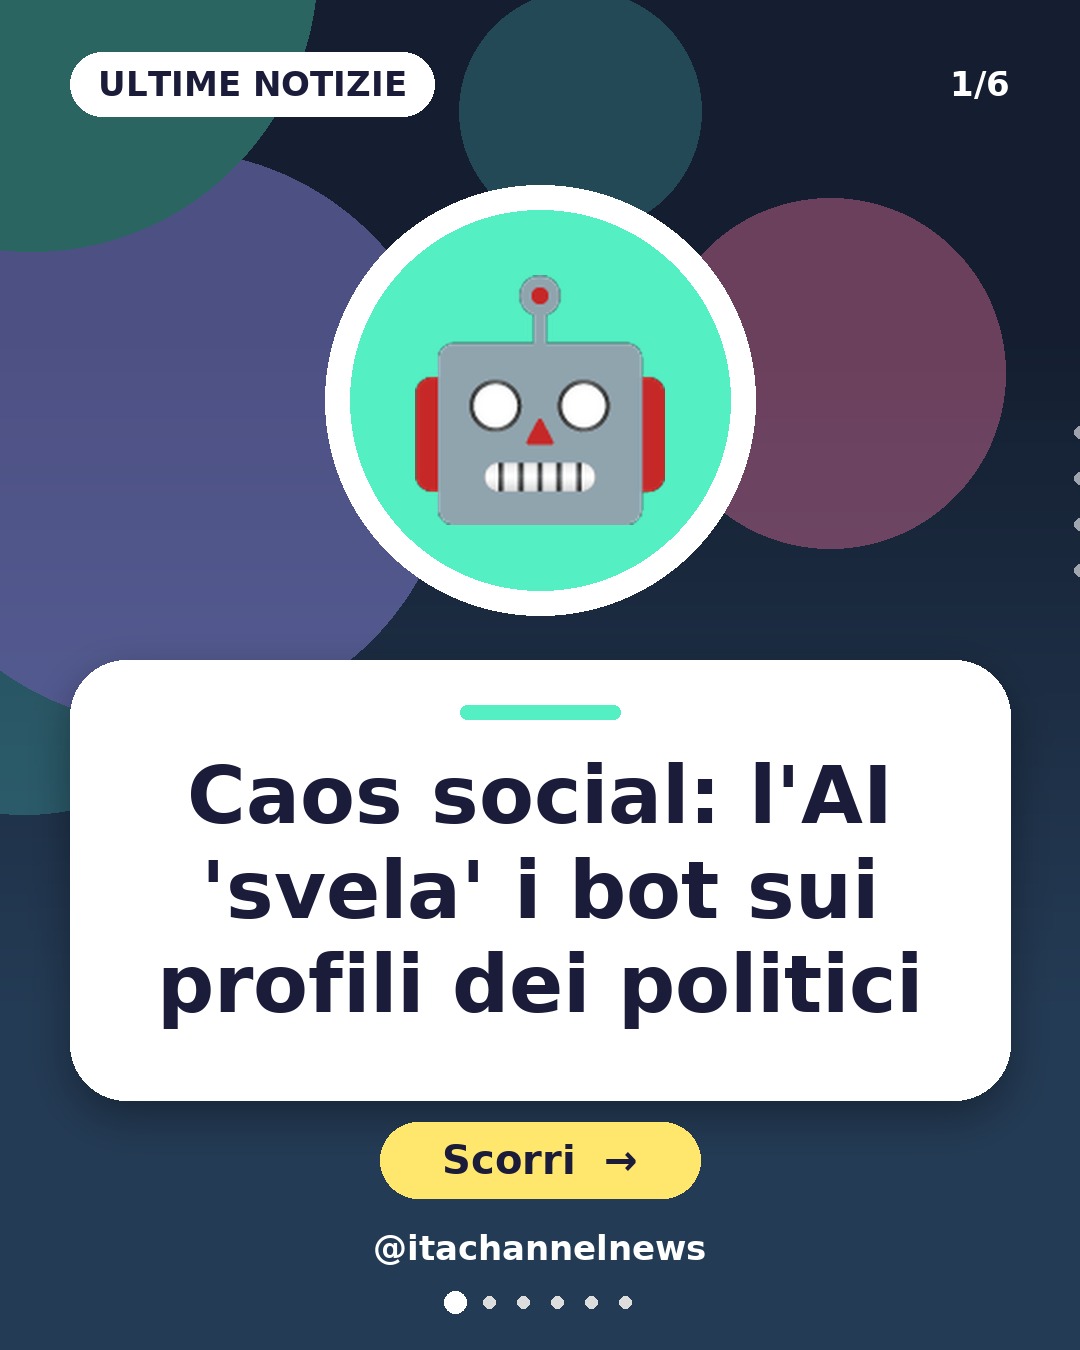 ULTIME NOTIZIE
1/6
Caos social: l'AI
'svela' i bot sui
profili dei politici
Scorri →
@itachannelnews